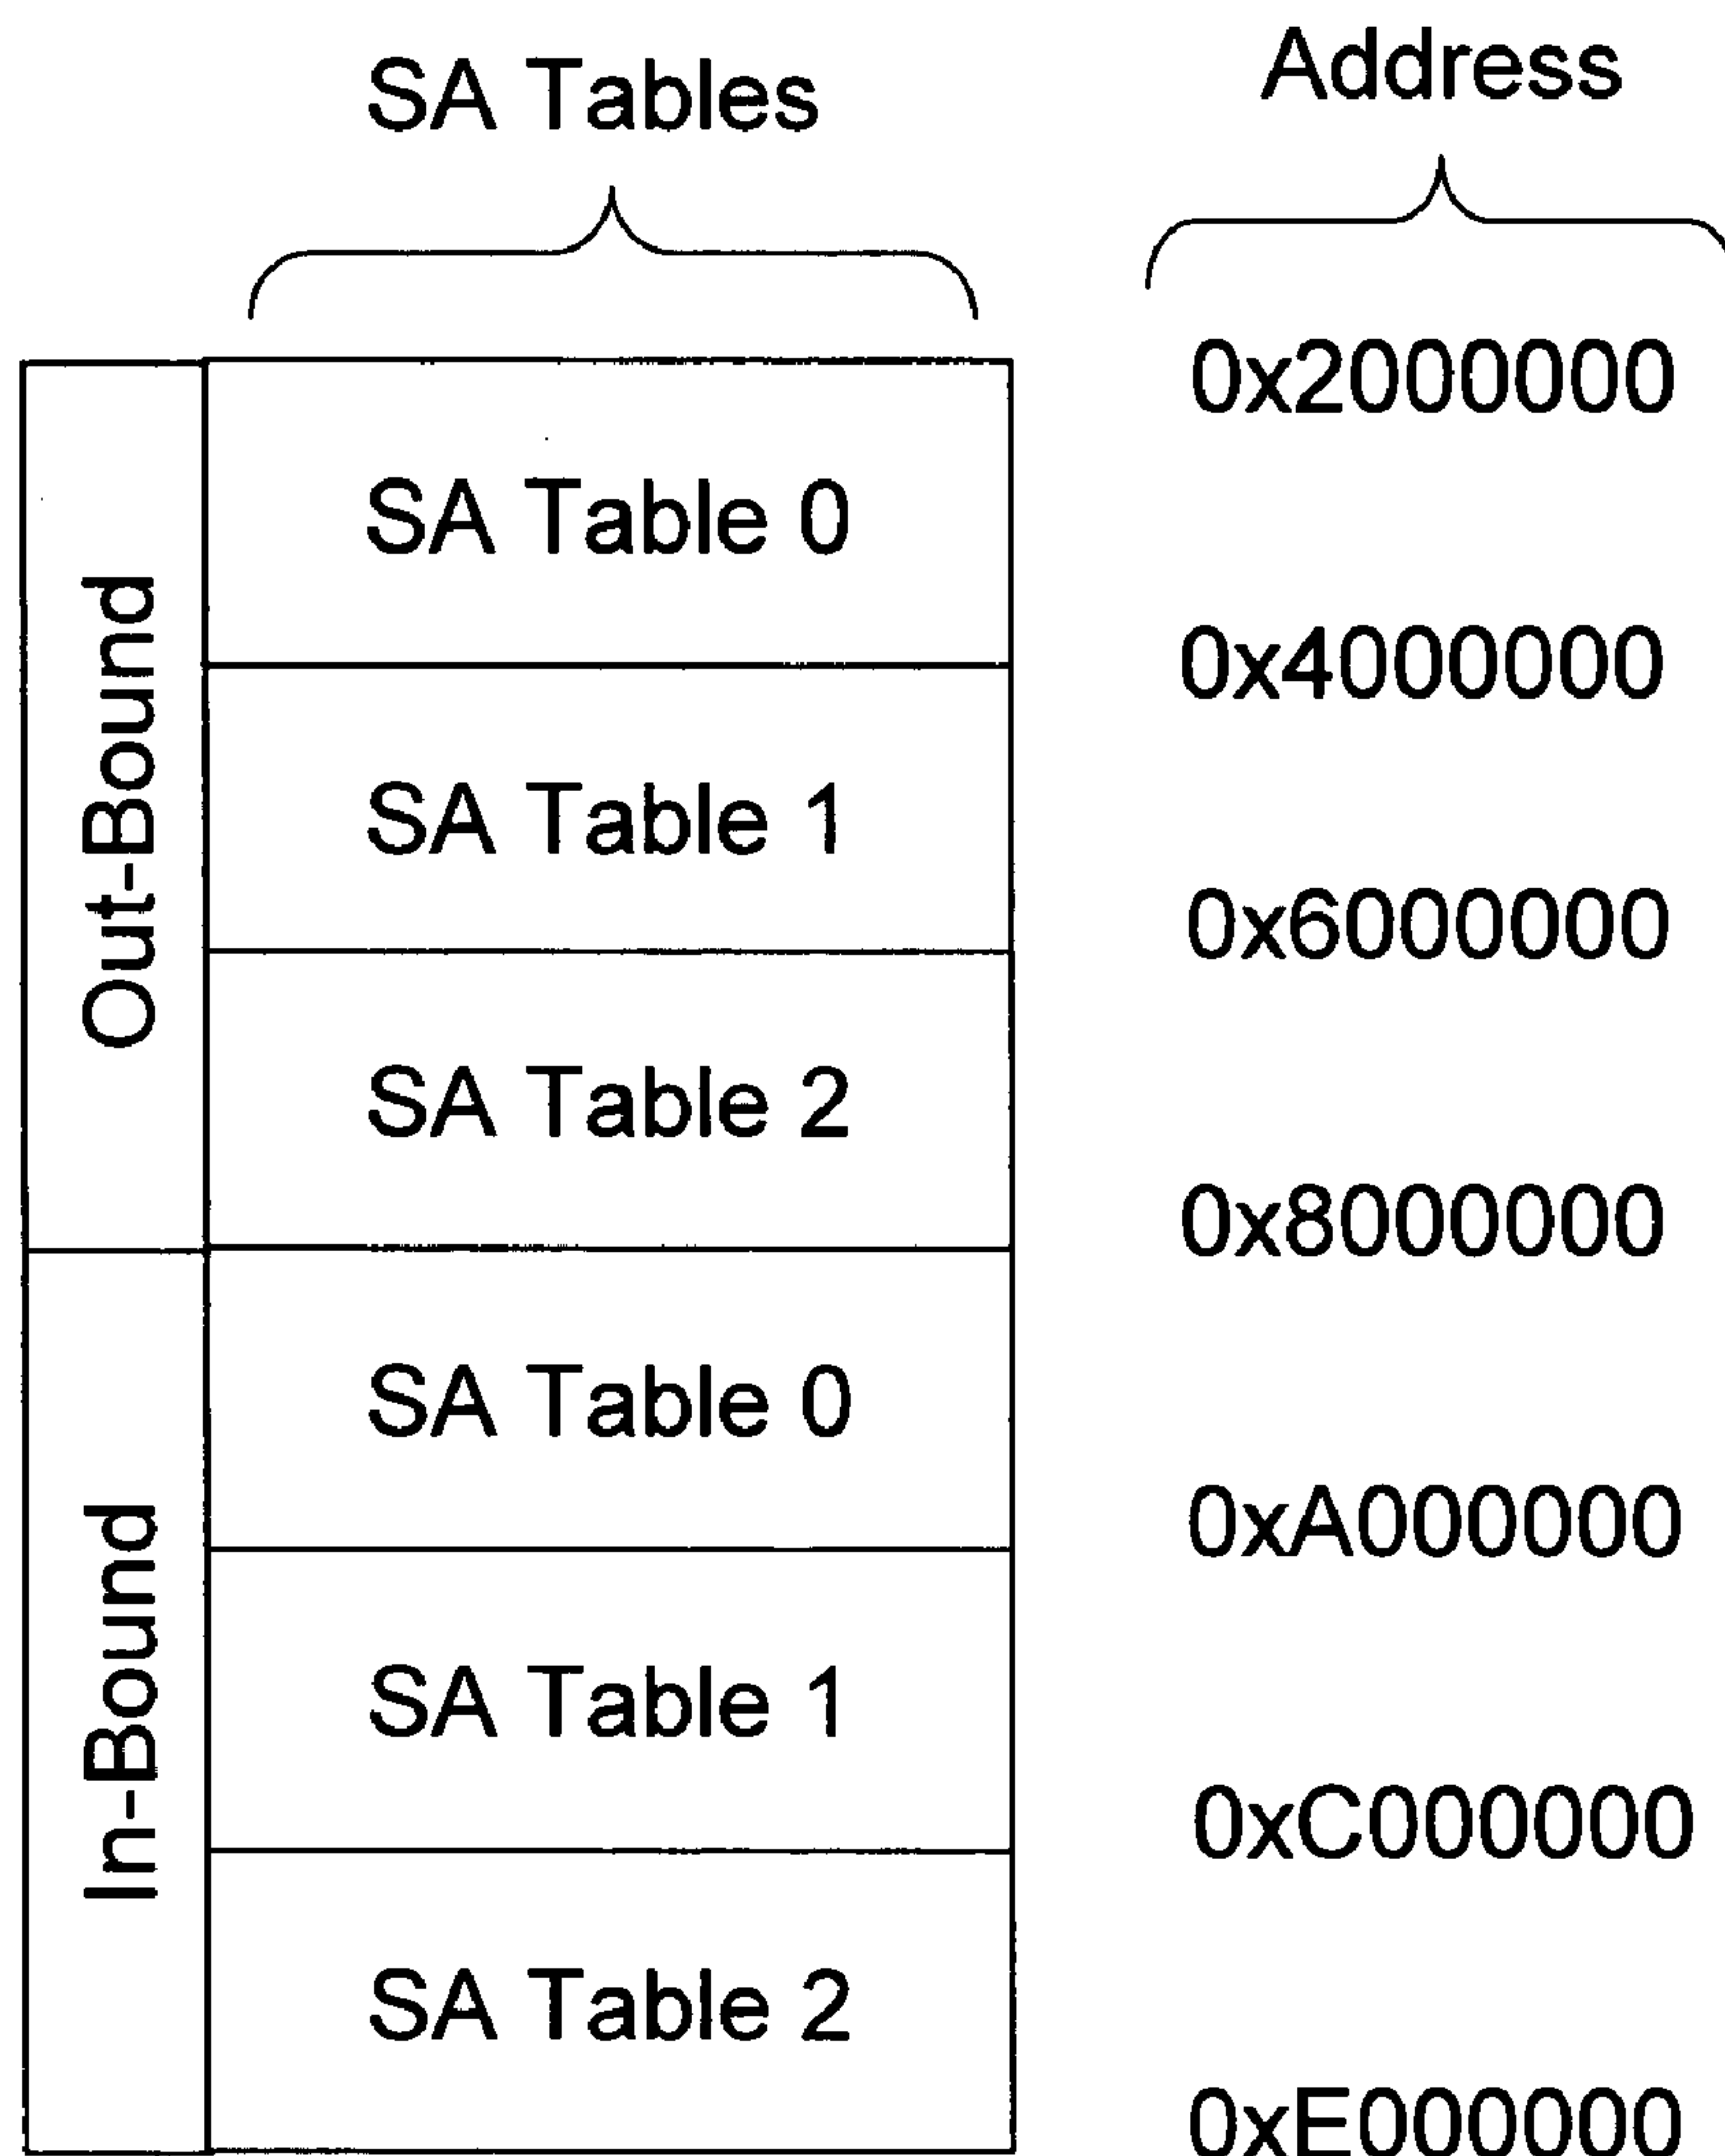 SA Tables
Address
0x2000000
Out-Bound
SA Table 0
0x4000000
SA Table 1
0x6000000
SA Table 2
0x8000000
In-Bound
SA Table 0
0xA000000
SA Table 1
0xC000000
SA Table 2
0xE000000